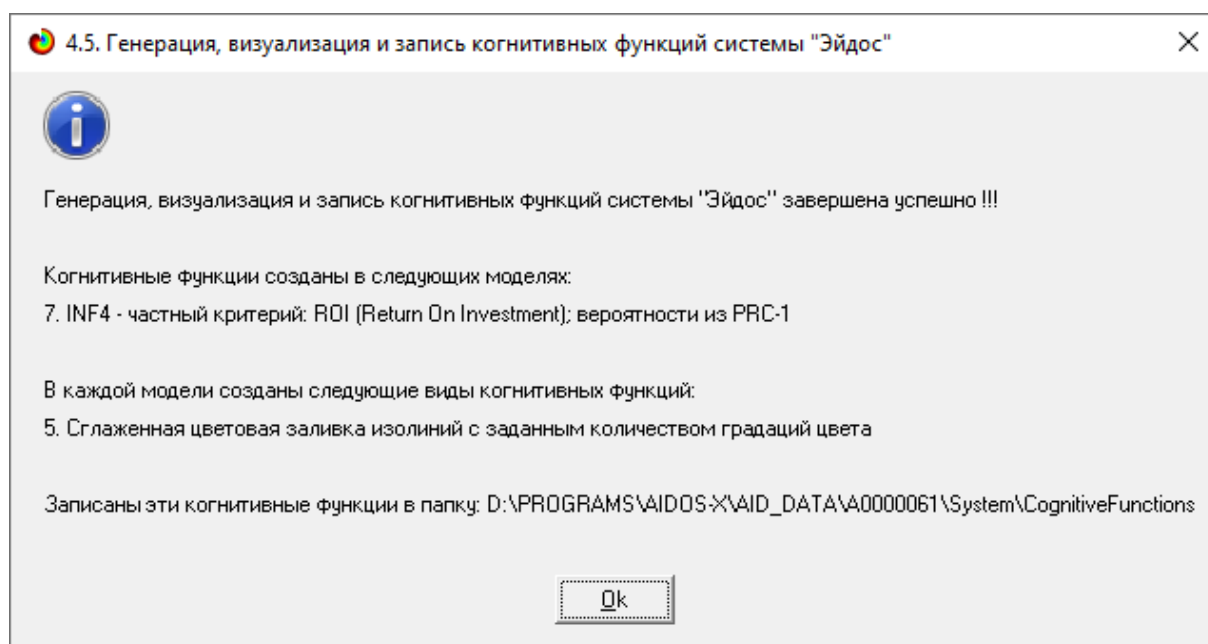 4.5. Генерация, визуализация и запись когнитивных функций системы "Эйдос"
Генерация, визуализация и запись когнитивных функций системы "Эйдос" завершена успешно !!!
Когнитивные функции созданы в следующих моделях:
7. INF4 - частный критерий: ROI (Return On Investment); вероятности из PRC-1
В каждой модели созданы следующие виды когнитивных функций:
5. Сглаженная цветовая заливка изолиний с заданным количеством градаций цвета
Записаны эти когнитивные функции в папку: D:\PROGRAMS\AIDOS-X\AID_DATA\A0000061\System\CognitiveFunctions
Ok